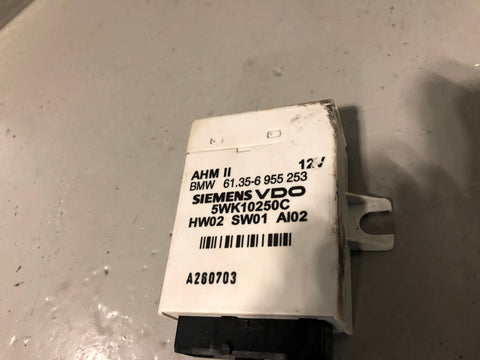 AHM II 12V
BMW 61.35-6 955 253
SIEMENS VDO
5WK10250C
HW02 SW01 AI02
A260703